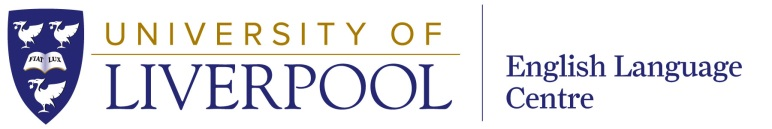 FIAT LUX
UNIVERSITY OF
LIVERPOOL
English Language
Centre